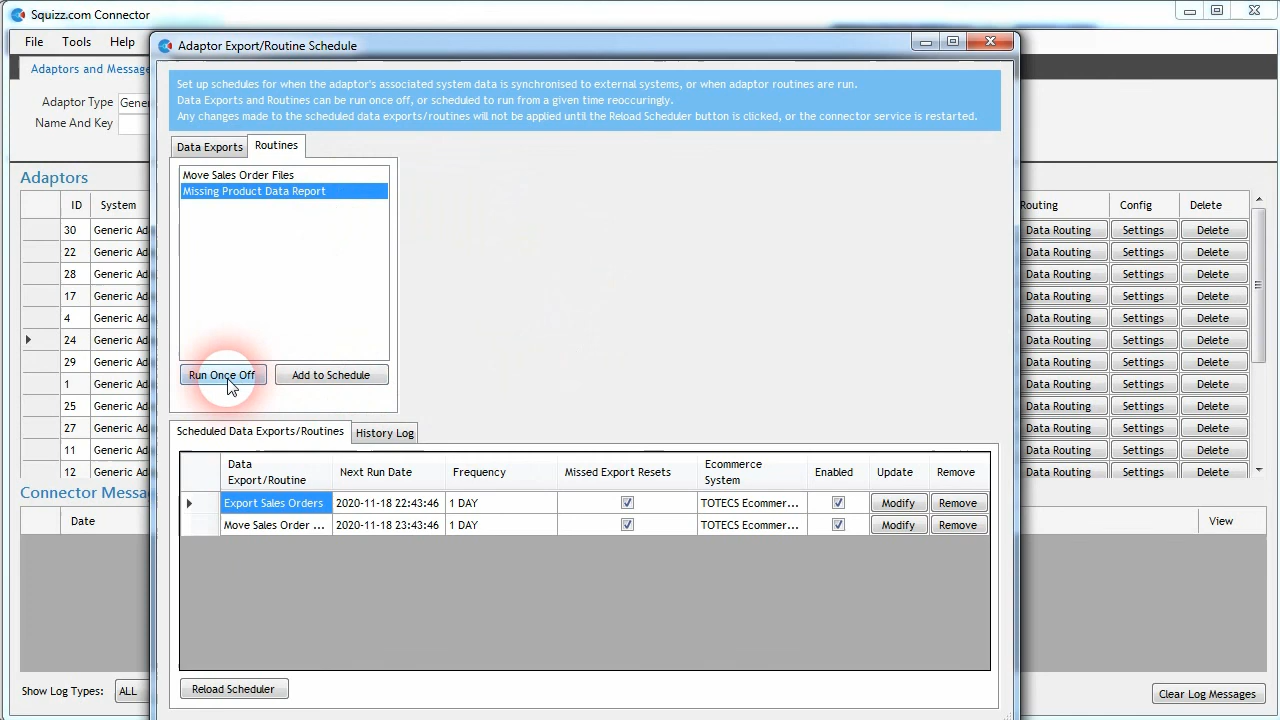 Squizz.com Connector
File Tools Help
Adaptor Export/Routine Schedule
Adaptors and Messa
Adaptor Type Gene
Name And Key
Set up schedules for when the adaptor's associated system data is synchronised to external systems, or when adaptor routines are run.
Data Exports and Routines can be run once off, or scheduled to run from a given time reoccuringly.
Any changes made to the scheduled data exports/routines will not be applied until the Reload Scheduler button is clicked, or the connector service is restarted.
Data Exports Routines
Move Sales Order Files
Missing Product Data Report
Run Once Off Add to Schedule
Adaptors
ID System
30 Generic Ad
22 Generic Ad
28 Generic Ad
17 Generic Ad
4 Generic Ad
24 Generic Ad
29 Generic Ad
1 Generic Ad
25 Generic Ad
27 Generic Ad
11 Generic Ad
12 Generic Ad
Routing Config Delete
Data Routing Settings Delete
Data Routing Settings Delete
Data Routing Settings Delete
Data Routing Settings Delete
Data Routing Settings Delete
Data Routing Settings Delete
Data Routing Settings Delete
Data Routing Settings Delete
Data Routing Settings Delete
Data Routing Settings Delete
Data Routing Settings Delete
Data Routing Settings Delete
Scheduled Data Exports/Routines History Log
Data Export/Routine Next Run Date Frequency Missed Export Resets Ecommerce System Enabled Update Remove
Export Sales Orders 2020-11-18 22:43:46 1 DAY TOTECS Ecommer... Modify Remove
Move Sales Order ... 2020-11-18 23:43:46 1 DAY TOTECS Ecommer... Modify Remove
Reload Scheduler
Connector Messa
Date
View
Show Log Types: ALL
Clear Log Messages